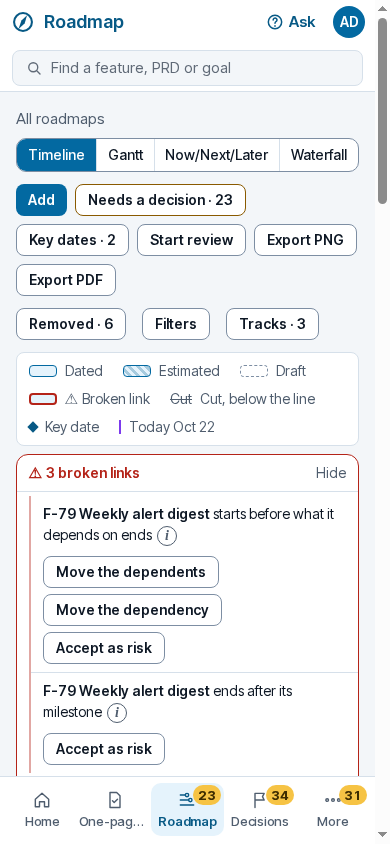 Roadmap
Ask
AD
Find a feature, PRD or goal
All roadmaps
Timeline Gantt Now/Next/Later Waterfall
Add Needs a decision · 23
Key dates · 2 Start review Export PNG
Export PDF
Removed · 6 Filters Tracks · 3
Dated Estimated Draft
⚠ Broken link Cut Cut, below the line
Key date Today Oct 22
⚠ 3 broken links Hide
F-79 Weekly alert digest starts before what it
depends on ends i
Move the dependents
Move the dependency
Accept as risk
F-79 Weekly alert digest ends after its
milestone i
Accept as risk
23 34 31
Home One-pag... Roadmap Decisions More